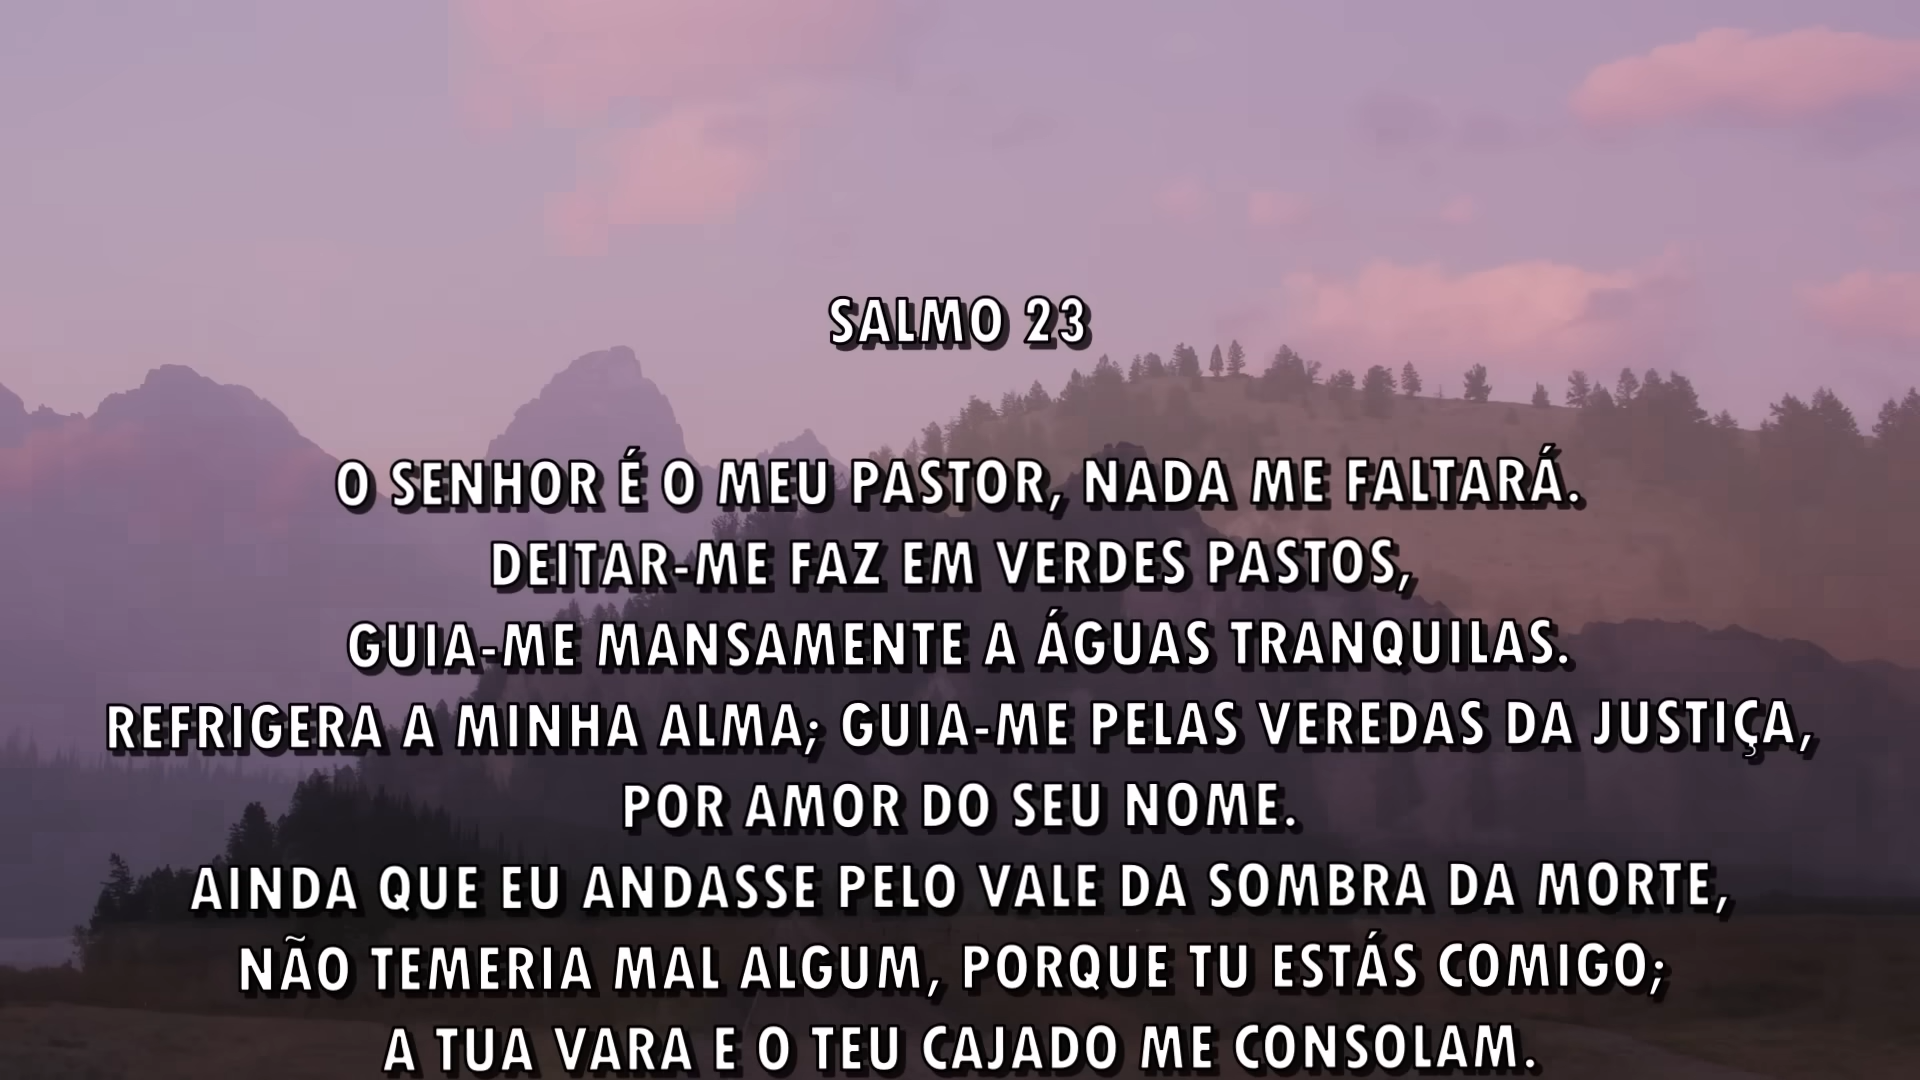 SALMO 23
O SENHOR É O MEU PASTOR, NADA ME FALTARÁ.
DEITAR-ME FAZ EM VERDES PASTOS,
GUIA-ME MANSAMENTE A ÁGUAS TRANQUILAS.
REFRIGERA A MINHA ALMA; GUIA-ME PELAS VEREDAS DA JUSTIÇA,
POR AMOR DO SEU NOME.
AINDA QUE EU ANDASSE PELO VALE DA SOMBRA DA MORTE,
NÃO TEMERIA MAL ALGUM, PORQUE TU ESTÁS COMIGO;
A TUA VARA E O TEU CAJADO ME CONSOLAM.